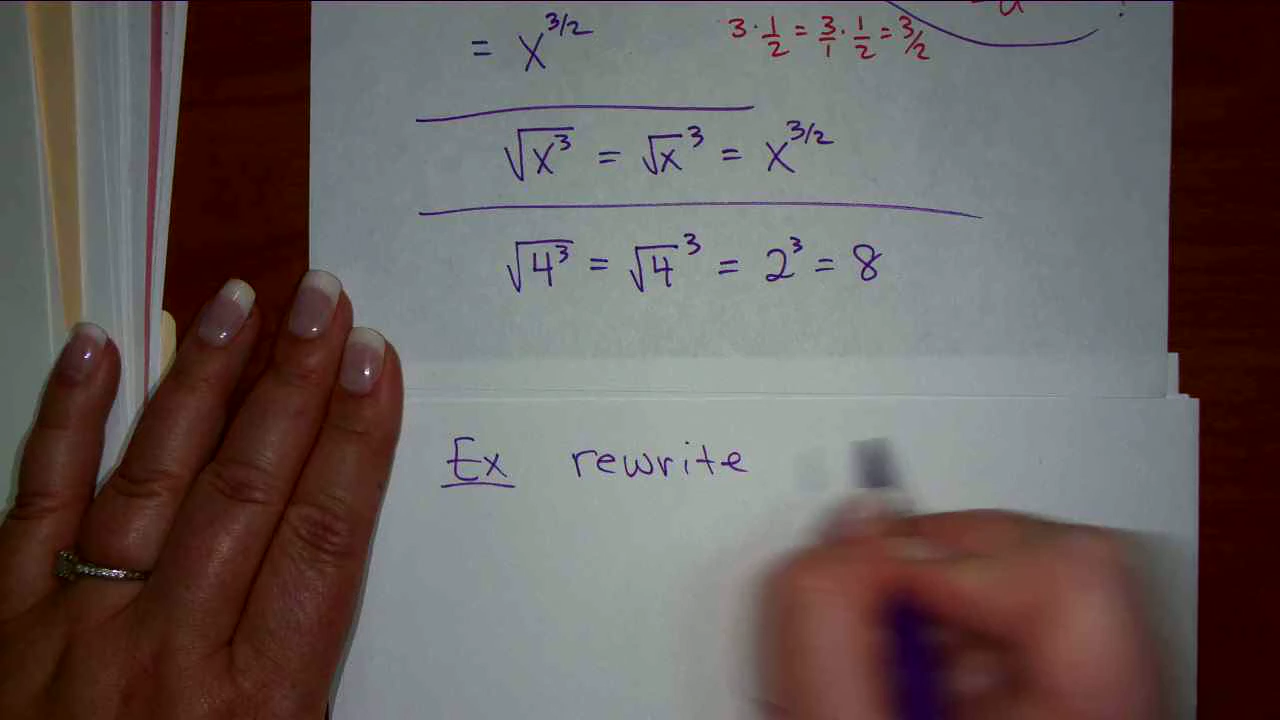 = x^{3/2}
3 · 1/2 = 3/1 · 1/2 = 3/2
√x³ = √x ³ = x^{3/2}
√4³ = √4 ³ = 2³ = 8
Ex rewrite